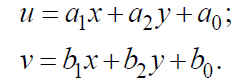 u = a₁x + a₂y + a₀;
v = b₁x + b₂y + b₀.